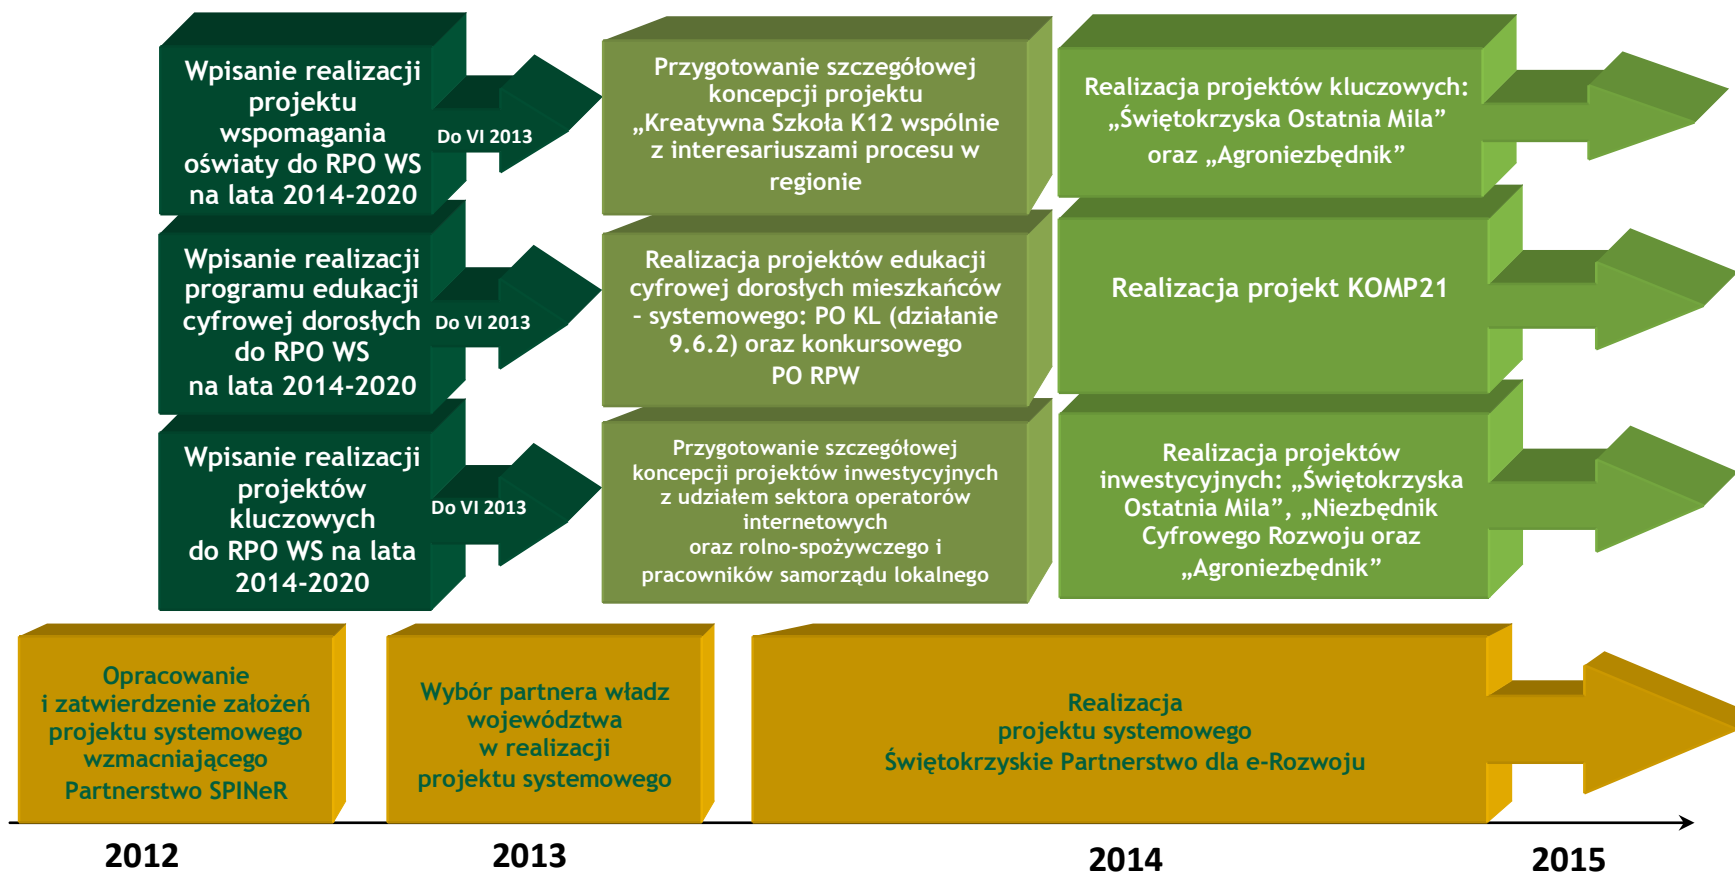 Wpisanie realizacji
projektu
wspomagania
oświaty do RPO WS
na lata 2014-2020
Do VI 2013
Przygotowanie szczegółowej
koncepcji projektu
„Kreatywna Szkoła K12 wspólnie
z interesariuszami procesu w
regionie
Realizacja projektów kluczowych:
„Świętokrzyska Ostatnia Mila”
oraz „Agroniezbędnik”
Wpisanie realizacji
programu edukacji
cyfrowej dorosłych
do RPO WS
na lata 2014-2020
Do VI 2013
Realizacja projektów edukacji
cyfrowej dorosłych mieszkańców
– systemowego: PO KL (działanie
9.6.2) oraz konkursowego
PO RPW
Realizacja projekt KOMP21
Wpisanie realizacji
projektów
kluczowych
do RPO WS na lata
2014-2020
Do VI 2013
Przygotowanie szczegółowej
koncepcji projektów inwestycyjnych
z udziałem sektora operatorów
internetowych
oraz rolno-spożywczego i
pracowników samorządu lokalnego
Realizacja projektów
inwestycyjnych: „Świętokrzyska
Ostatnia Mila”, „Niezbędnik
Cyfrowego Rozwoju oraz
„Agroniezbędnik”
Opracowanie
i zatwierdzenie założeń
projektu systemowego
wzmacniającego
Partnerstwo SPINeR
Wybór partnera władz
województwa
w realizacji
projektu systemowego
Realizacja
projektu systemowego
Świętokrzyskie Partnerstwo dla e-Rozwoju
2012
2013
2014
2015